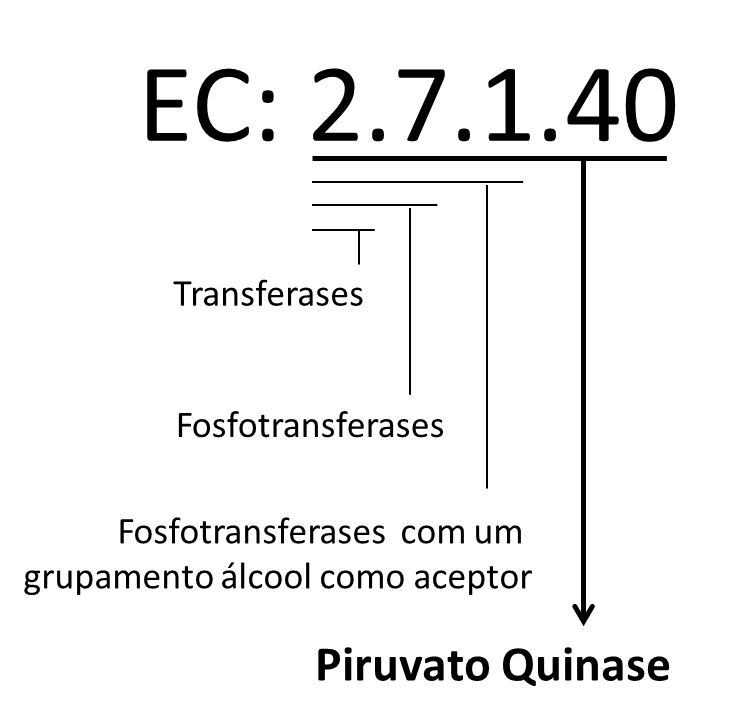 EC: 2.7.1.40
Transferases
Fosfotransferases
Fosfotransferases com um
grupamento álcool como aceptor
Piruvato Quinase